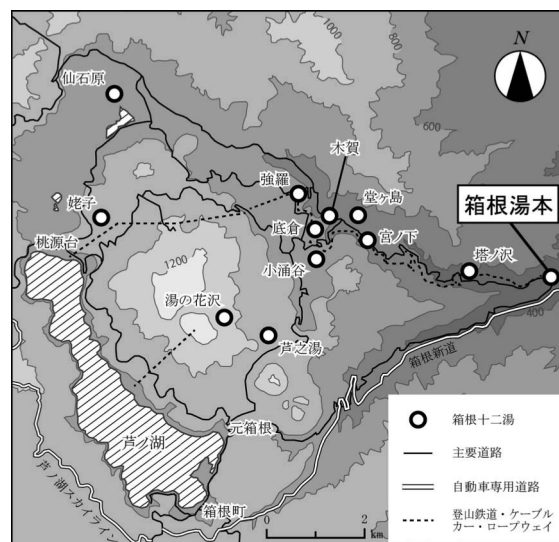 1000
800
N
仙石原
600
木賀
強羅
堂ヶ島
箱根湯本
姥子
底倉
宮ノ下
塔ノ沢
桃源台
小涌谷
1200
湯の花沢
400
芦之湯
箱根新道
芦ノ湖
元箱根
芦ノ湖スカイライン
箱根町
0 2
km
箱根十二湯
主要道路
自動車専用道路
登山鉄道・ケーブル
カー・ロープウェイ